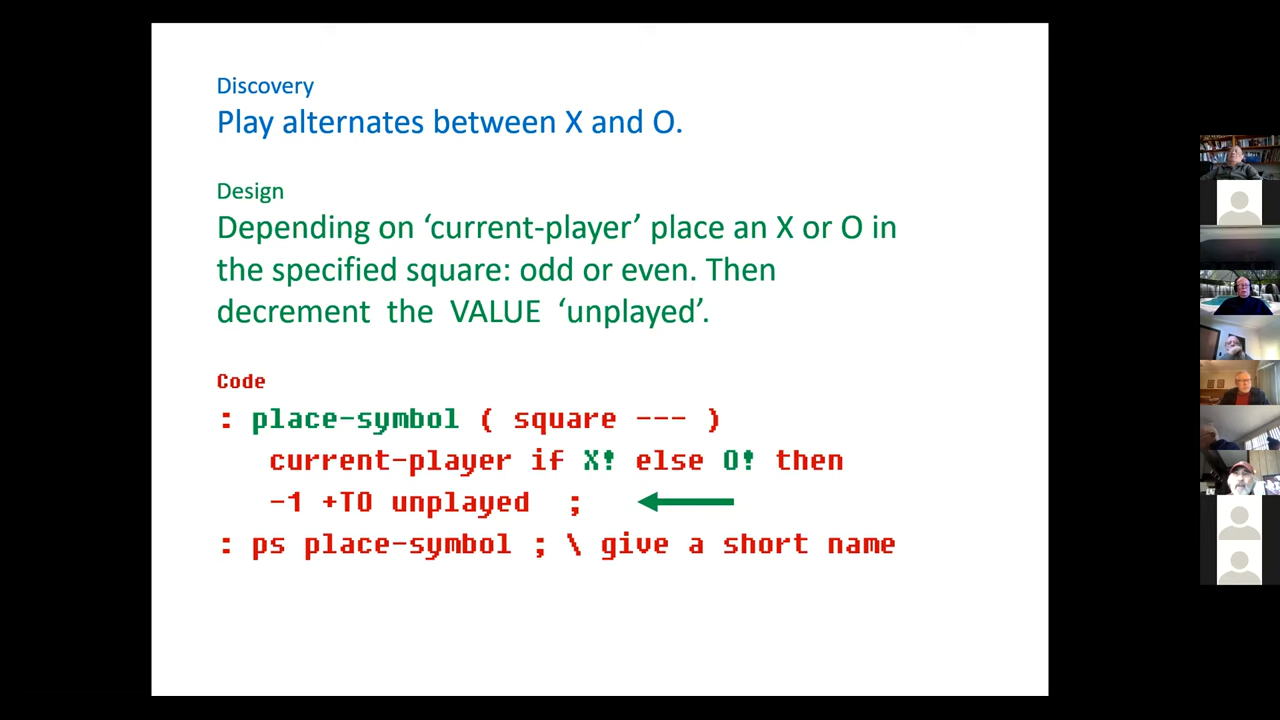 Discovery
Play alternates between X and O.
Design
Depending on ‘current-player’ place an X or O in
the specified square: odd or even. Then
decrement the VALUE ‘unplayed’.
Code
: place-symbol ( square --- )
current-player if X! else O! then
-1 +TO unplayed ;
: ps place-symbol ; \ give a short name